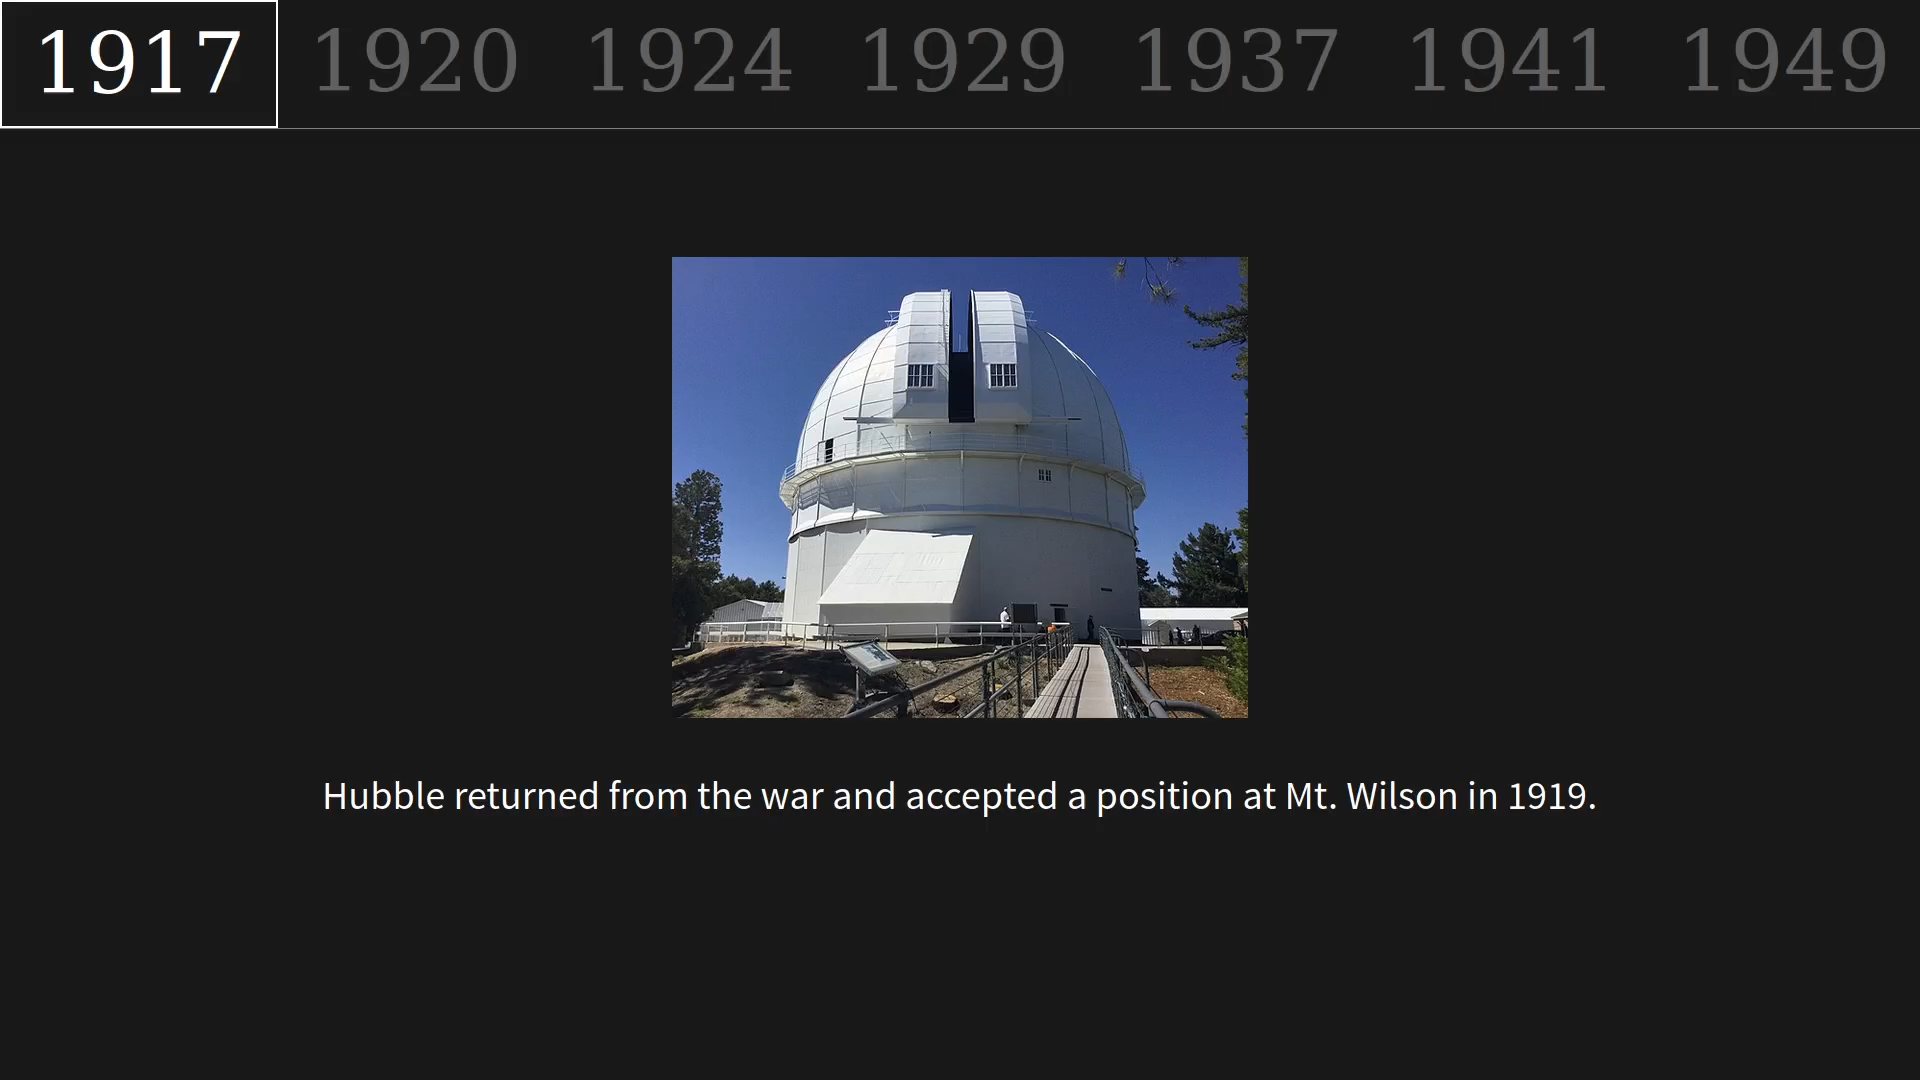 1917 1920 1924 1929 1937 1941 1949
Hubble returned from the war and accepted a position at Mt. Wilson in 1919.